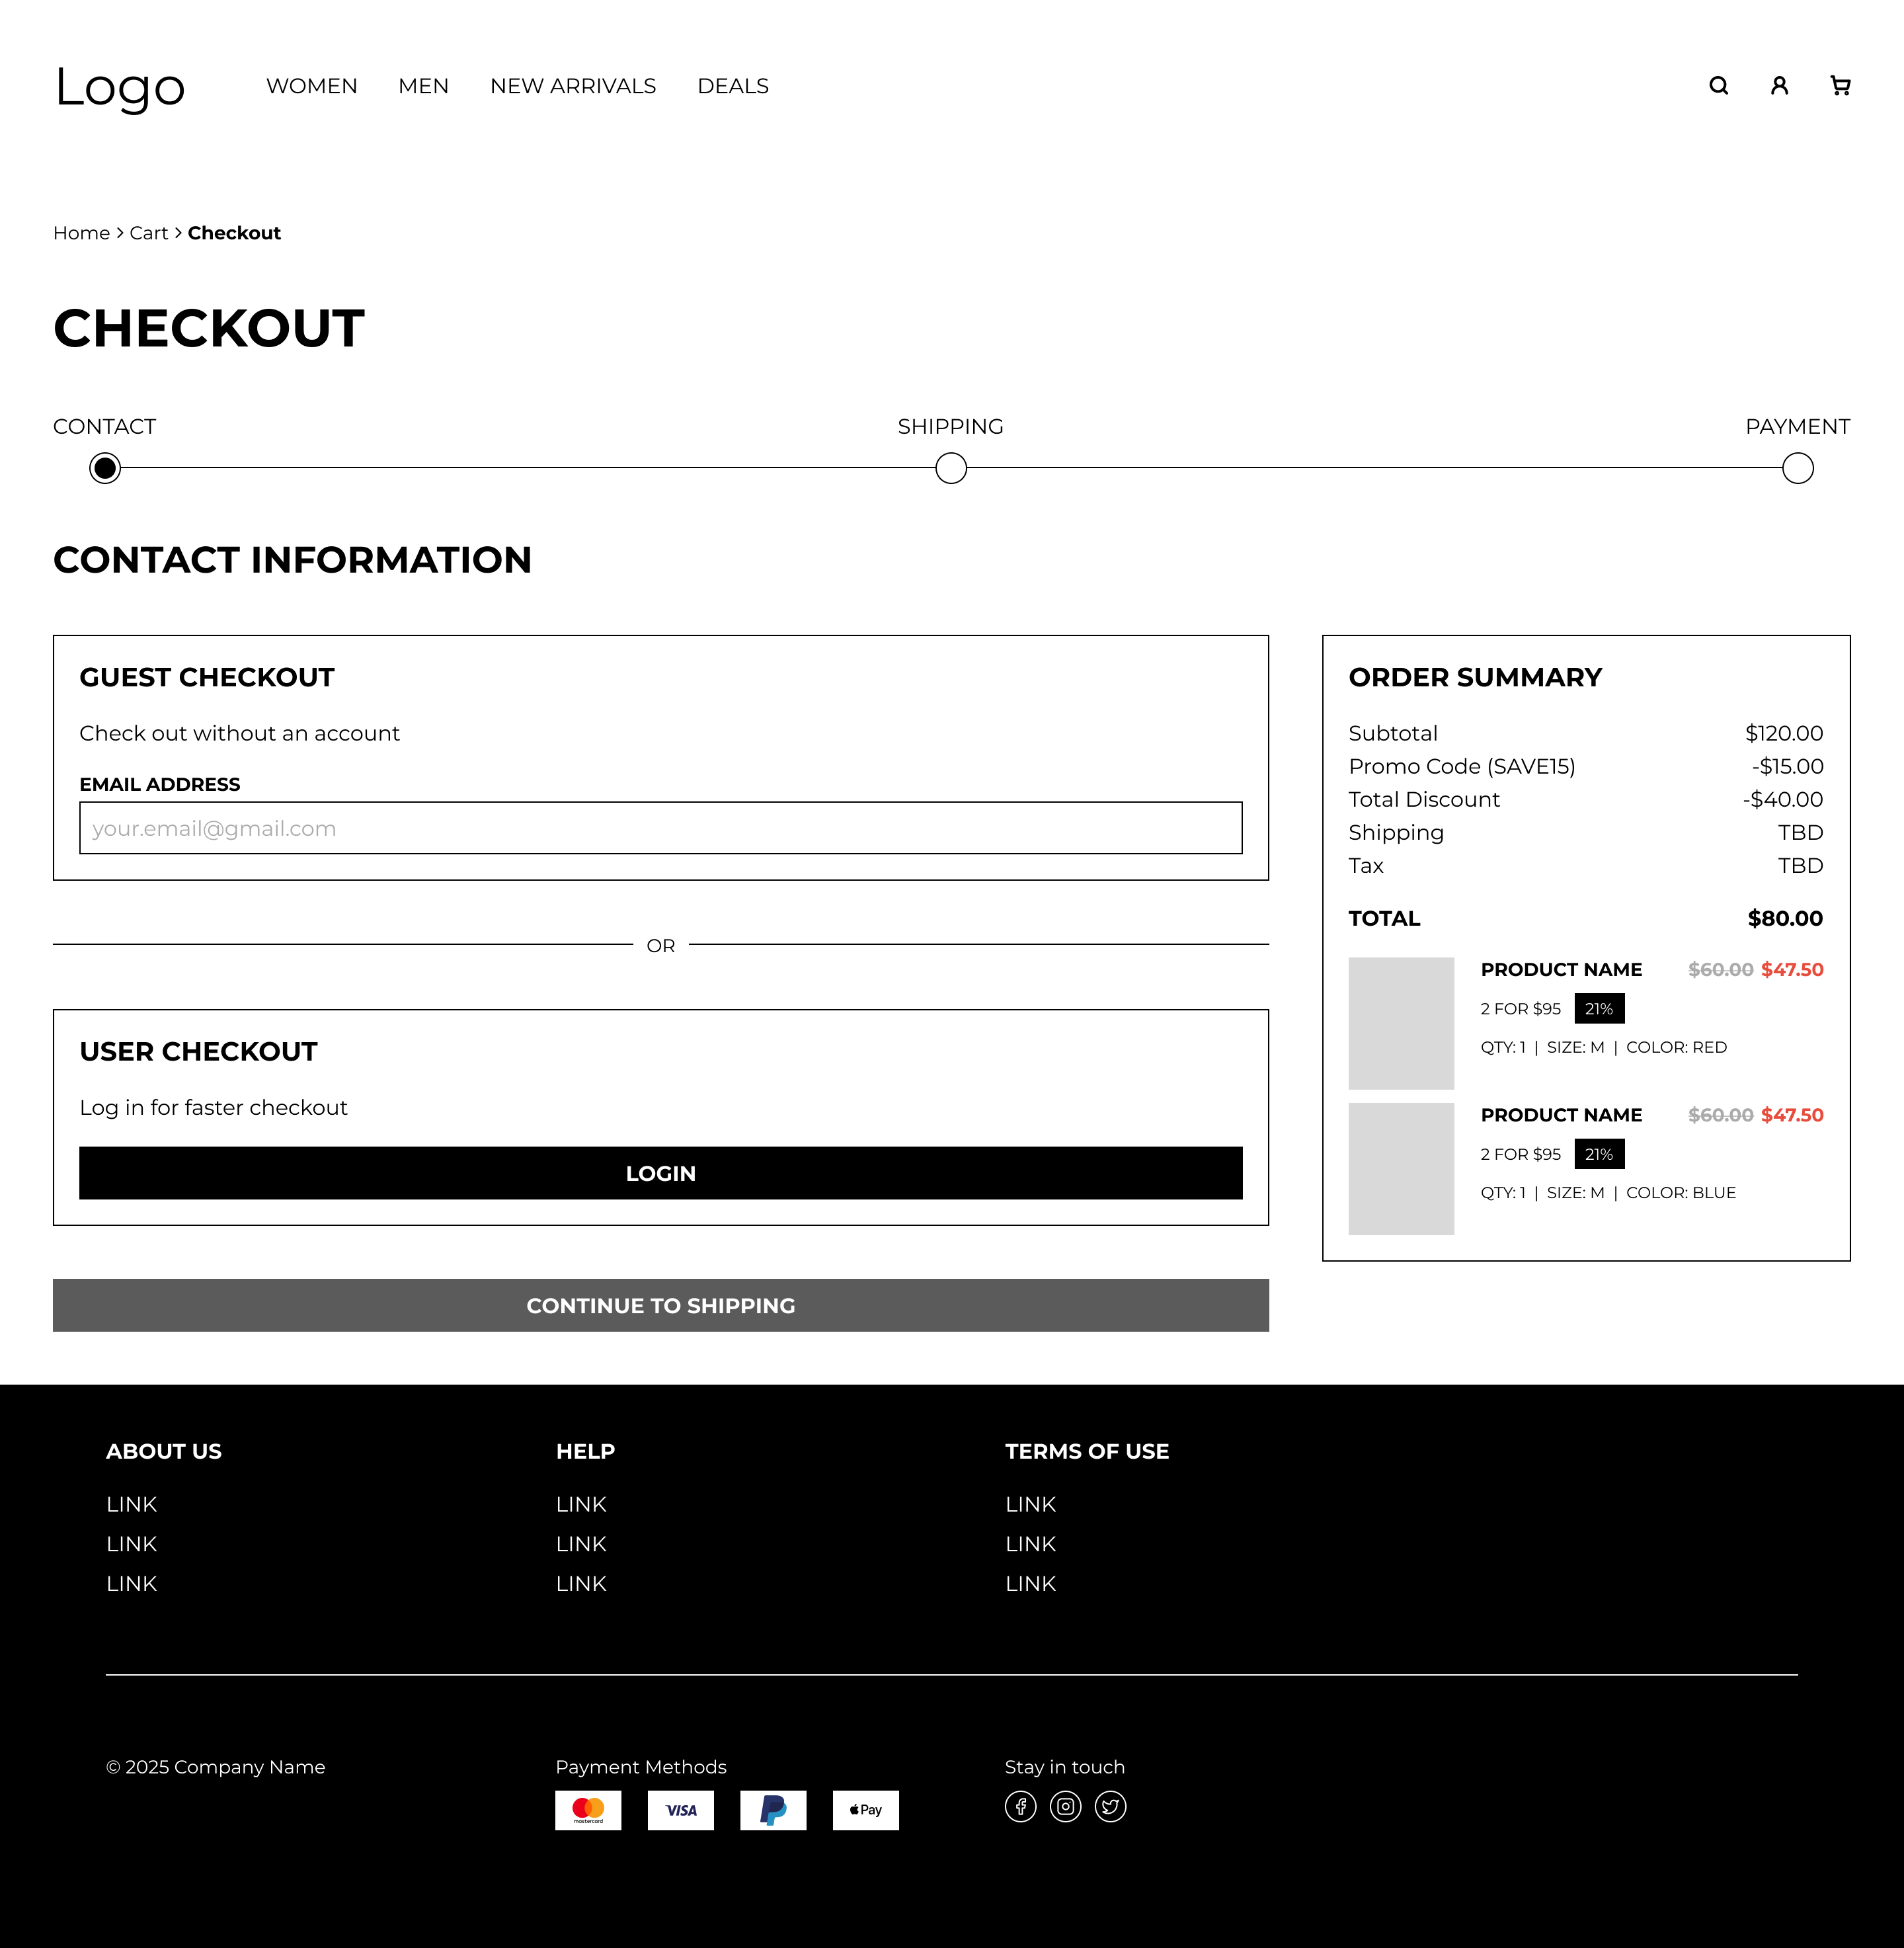 Logo WOMEN MEN NEW ARRIVALS DEALS
Home > Cart > Checkout
CHECKOUT
CONTACT SHIPPING PAYMENT
CONTACT INFORMATION
GUEST CHECKOUT
Check out without an account
EMAIL ADDRESS
your.email@gmail.com
OR
USER CHECKOUT
Log in for faster checkout
LOGIN
CONTINUE TO SHIPPING
ORDER SUMMARY
Subtotal $120.00
Promo Code (SAVE15) -$15.00
Total Discount -$40.00
Shipping TBD
Tax TBD
TOTAL $80.00
PRODUCT NAME $60.00 $47.50
2 FOR $95 21%
QTY: 1 | SIZE: M | COLOR: RED
PRODUCT NAME $60.00 $47.50
2 FOR $95 21%
QTY: 1 | SIZE: M | COLOR: BLUE
ABOUT US
LINK
LINK
LINK
HELP
LINK
LINK
LINK
TERMS OF USE
LINK
LINK
LINK
© 2025 Company Name
Payment Methods
mastercard VISA Pay
Stay in touch